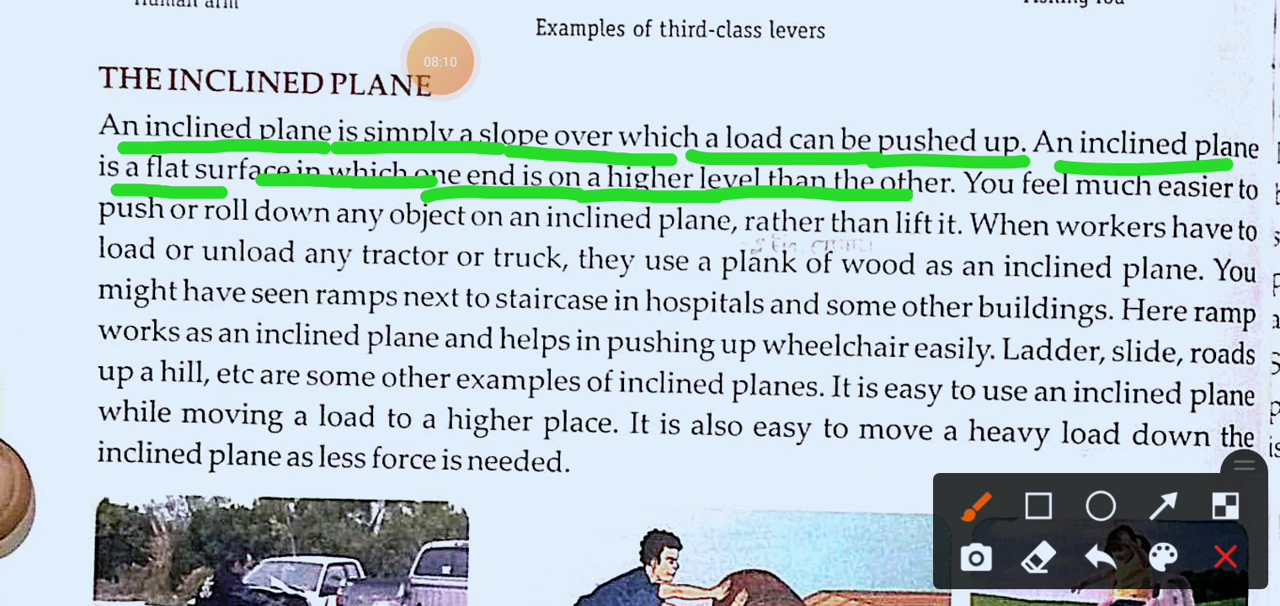 Human arm
Examples of third-class levers
08:10
THE INCLINED PLANE
An inclined plane is simply a slope over which a load can be pushed up. An inclined plane
is a flat surface in which one end is on a higher level than the other. You feel much easier to
push or roll down any object on an inclined plane, rather than lift it. When workers have to
load or unload any tractor or truck, they use a plank of wood as an inclined plane. You
might have seen ramps next to staircase in hospitals and some other buildings. Here ramp
works as an inclined plane and helps in pushing up wheelchair easily. Ladder, slide, roads
up a hill, etc are some other examples of inclined planes. It is easy to use an inclined plane
while moving a load to a higher place. It is also easy to move a heavy load down the
inclined plane as less force is needed.